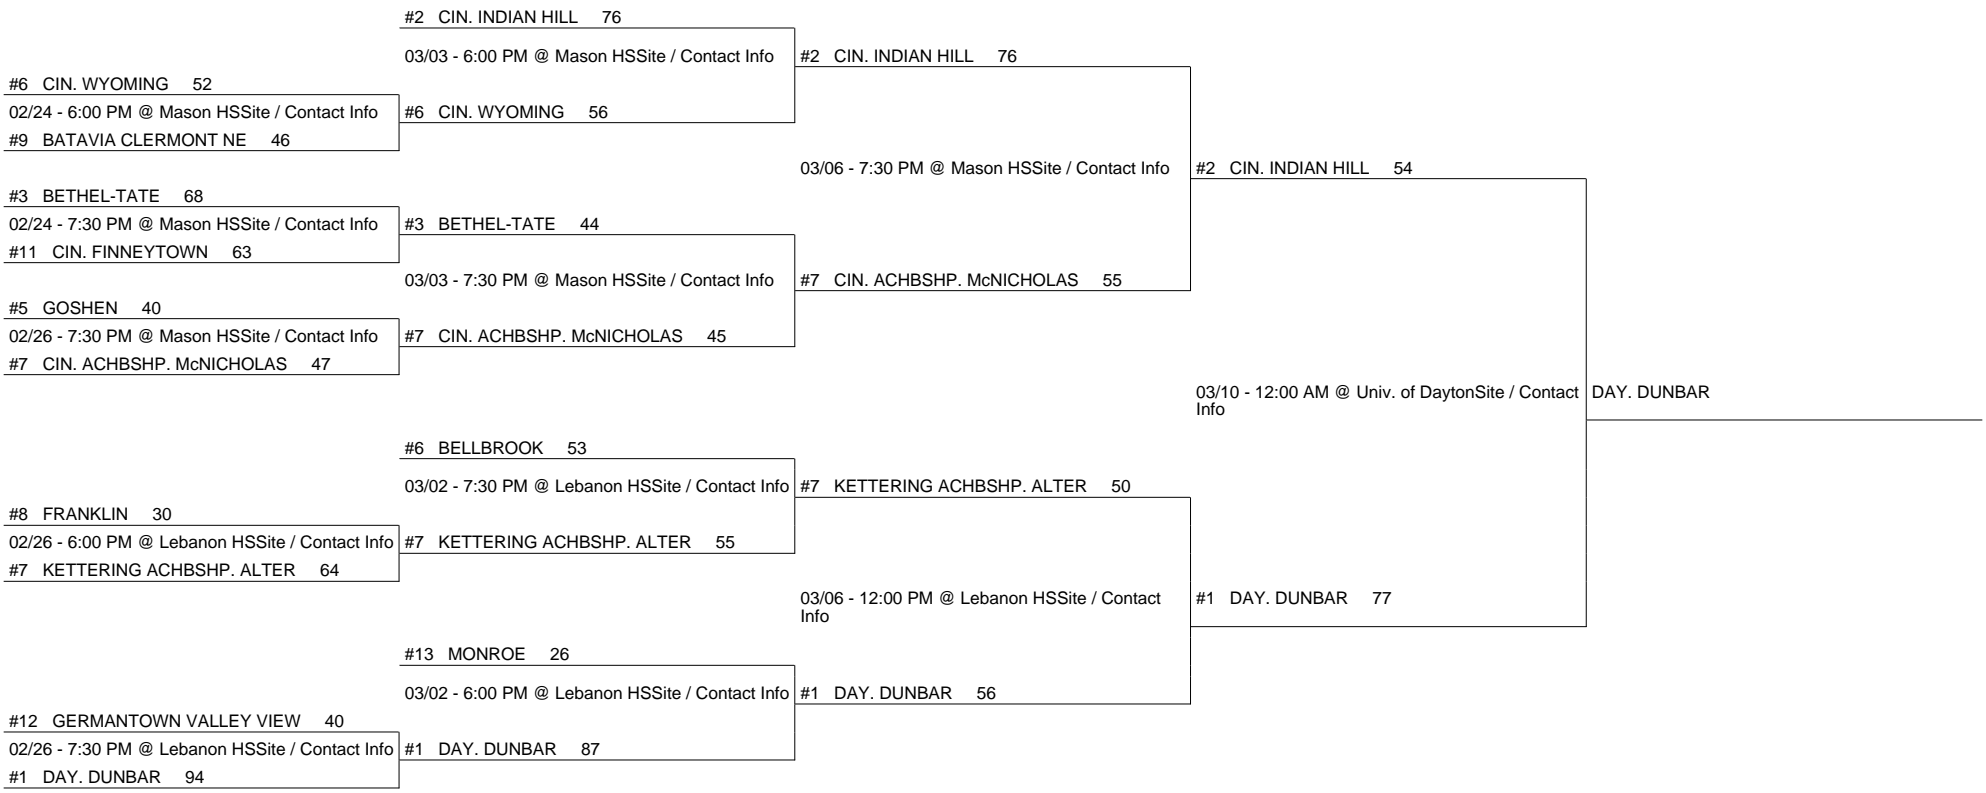 #2 CIN. INDIAN HILL 76
03/03 - 6:00 PM @ Mason HSSite / Contact Info
#2 CIN. INDIAN HILL 76
#6 CIN. WYOMING 52
02/24 - 6:00 PM @ Mason HSSite / Contact Info
#6 CIN. WYOMING 56
#9 BATAVIA CLERMONT NE 46
03/06 - 7:30 PM @ Mason HSSite / Contact Info
#2 CIN. INDIAN HILL 54
#3 BETHEL-TATE 68
02/24 - 7:30 PM @ Mason HSSite / Contact Info
#3 BETHEL-TATE 44
#11 CIN. FINNEYTOWN 63
03/03 - 7:30 PM @ Mason HSSite / Contact Info
#7 CIN. ACHBSHP. McNICHOLAS 55
#5 GOSHEN 40
02/26 - 7:30 PM @ Mason HSSite / Contact Info
#7 CIN. ACHBSHP. McNICHOLAS 45
#7 CIN. ACHBSHP. McNICHOLAS 47
03/10 - 12:00 AM @ Univ. of DaytonSite / Contact
Info
DAY. DUNBAR
#6 BELLBROOK 53
03/02 - 7:30 PM @ Lebanon HSSite / Contact Info
#7 KETTERING ACHBSHP. ALTER 50
#8 FRANKLIN 30
02/26 - 6:00 PM @ Lebanon HSSite / Contact Info
#7 KETTERING ACHBSHP. ALTER 55
#7 KETTERING ACHBSHP. ALTER 64
03/06 - 12:00 PM @ Lebanon HSSite / Contact
Info
#1 DAY. DUNBAR 77
#13 MONROE 26
03/02 - 6:00 PM @ Lebanon HSSite / Contact Info
#1 DAY. DUNBAR 56
#12 GERMANTOWN VALLEY VIEW 40
02/26 - 7:30 PM @ Lebanon HSSite / Contact Info
#1 DAY. DUNBAR 87
#1 DAY. DUNBAR 94